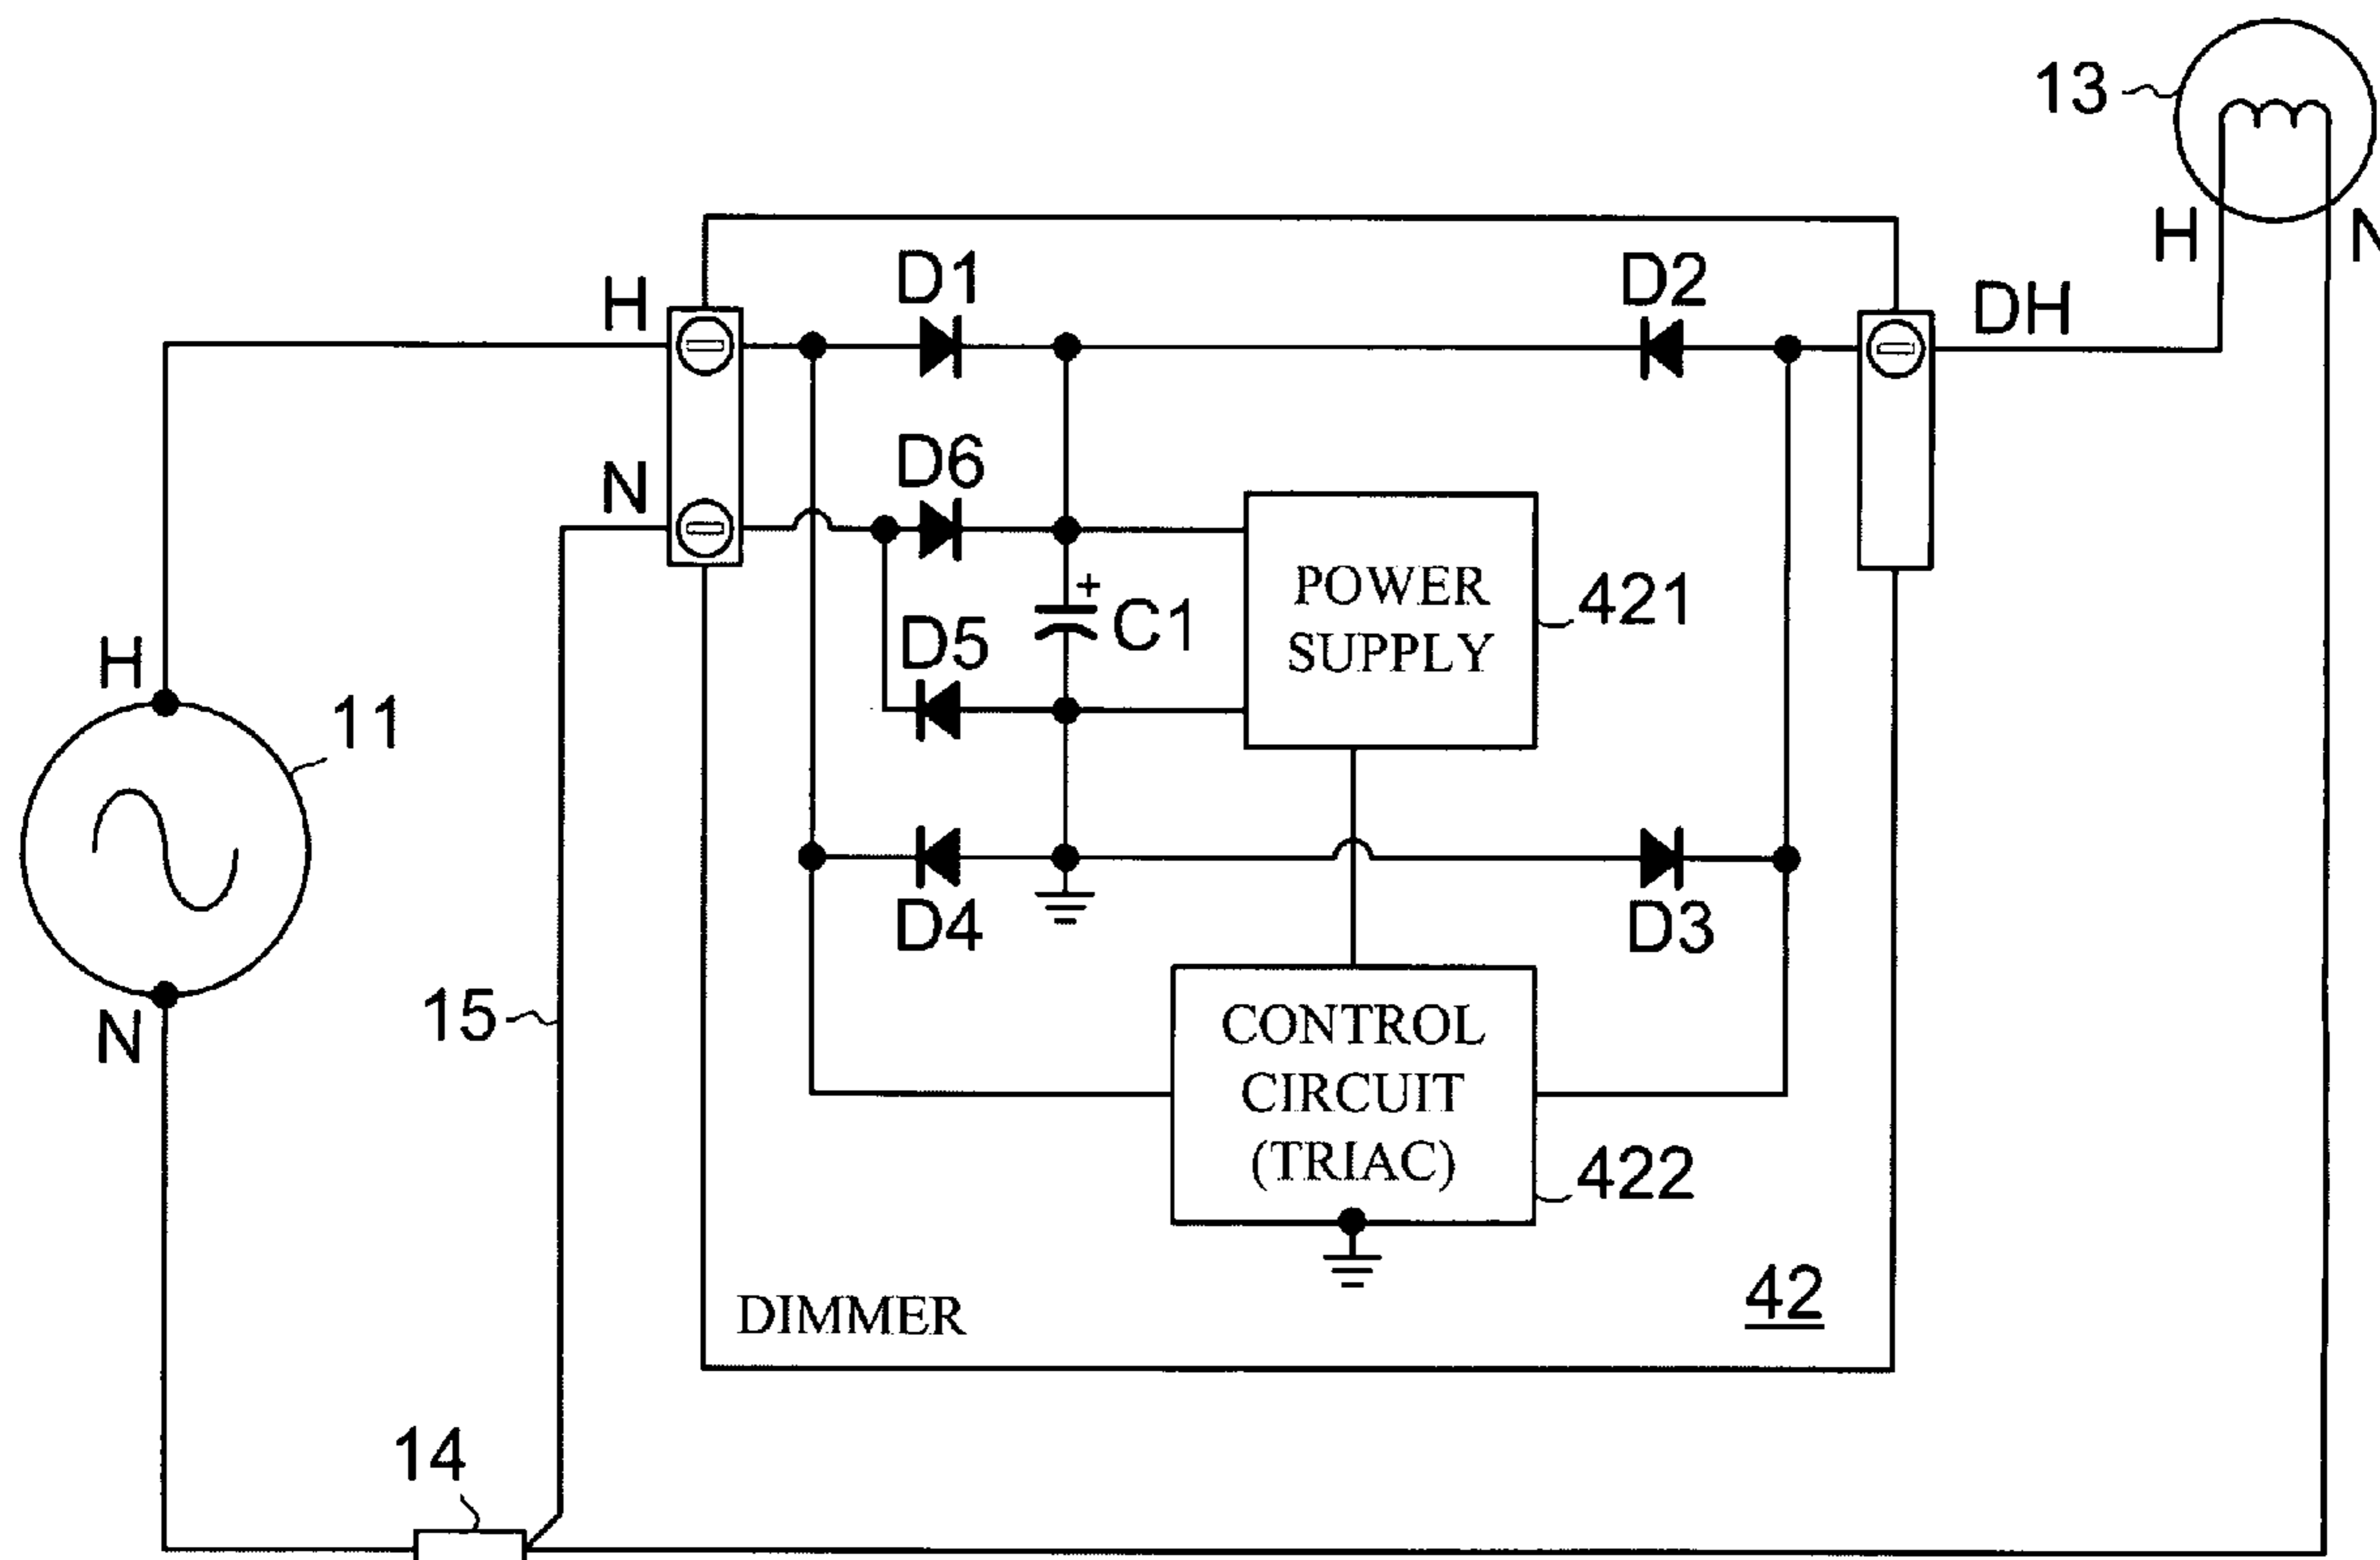 13
H
N
D1
D2
H
DH
D6
N
POWER
SUPPLY
421
+
C1
D5
H
11
D4
D3
N
15
CONTROL
CIRCUIT
(TRIAC)
422
42
DIMMER
14